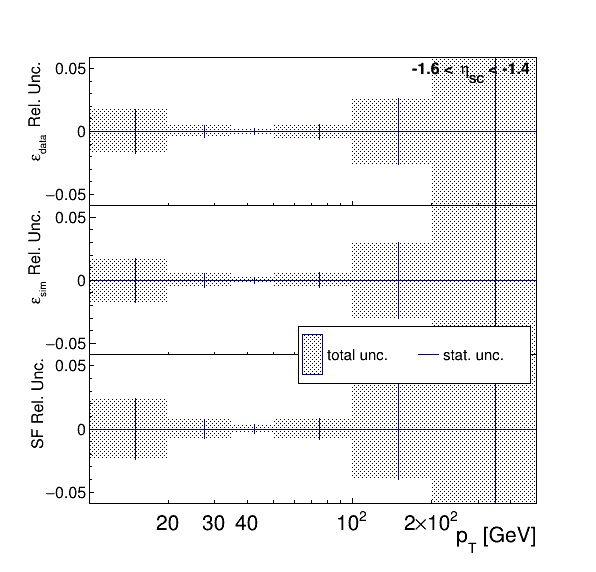 -1.6 < η_SC < -1.4
ε_data Rel. Unc.
0.05
0
−0.05
ε_sim Rel. Unc.
0.05
0
−0.05
total unc.
stat. unc.
SF Rel. Unc.
0.05
0
−0.05
20 30 40 10² 2×10²
p_T [GeV]